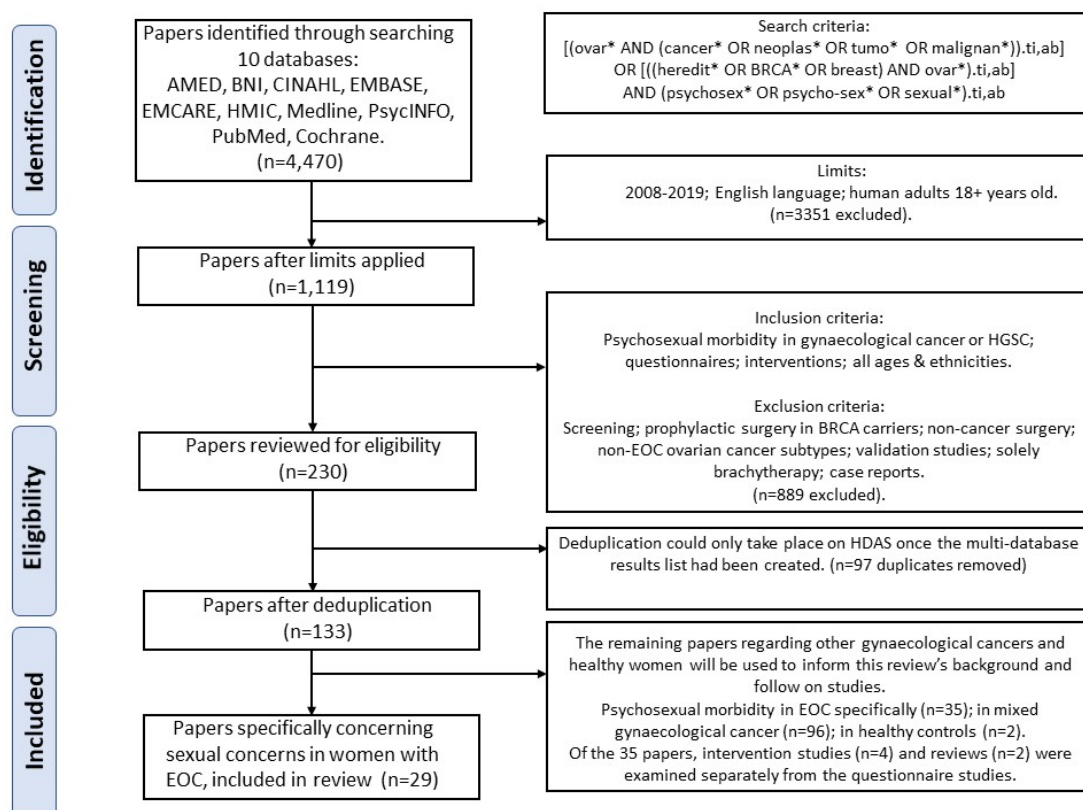 Identification
Papers identified through searching
10 databases:
AMED, BNI, CINAHL, EMBASE,
EMCARE, HMIC, Medline, PsycINFO,
PubMed, Cochrane.
(n=4,470)
Search criteria:
[(ovar* AND (cancer* OR neoplas* OR tumo* OR malignan*)).ti,ab]
OR [((heredit* OR BRCA* OR breast) AND ovar*).ti,ab]
AND (psychosex* OR psycho-sex* OR sexual*).ti,ab
Limits:
2008-2019; English language; human adults 18+ years old.
(n=3351 excluded).
Screening
Papers after limits applied
(n=1,119)
Inclusion criteria:
Psychosexual morbidity in gynaecological cancer or HGSC;
questionnaires; interventions; all ages & ethnicities.
Exclusion criteria:
Screening; prophylactic surgery in BRCA carriers; non-cancer surgery;
non-EOC ovarian cancer subtypes; validation studies; solely
brachytherapy; case reports.
(n=889 excluded).
Eligibility
Papers reviewed for eligibility
(n=230)
Deduplication could only take place on HDAS once the multi-database
results list had been created. (n=97 duplicates removed)
Papers after deduplication
(n=133)
Included
The remaining papers regarding other gynaecological cancers and
healthy women will be used to inform this review's background and
follow on studies.
Psychosexual morbidity in EOC specifically (n=35); in mixed
gynaecological cancer (n=96); in healthy controls (n=2).
Of the 35 papers, intervention studies (n=4) and reviews (n=2) were
examined separately from the questionnaire studies.
Papers specifically concerning
sexual concerns in women with
EOC, included in review (n=29)